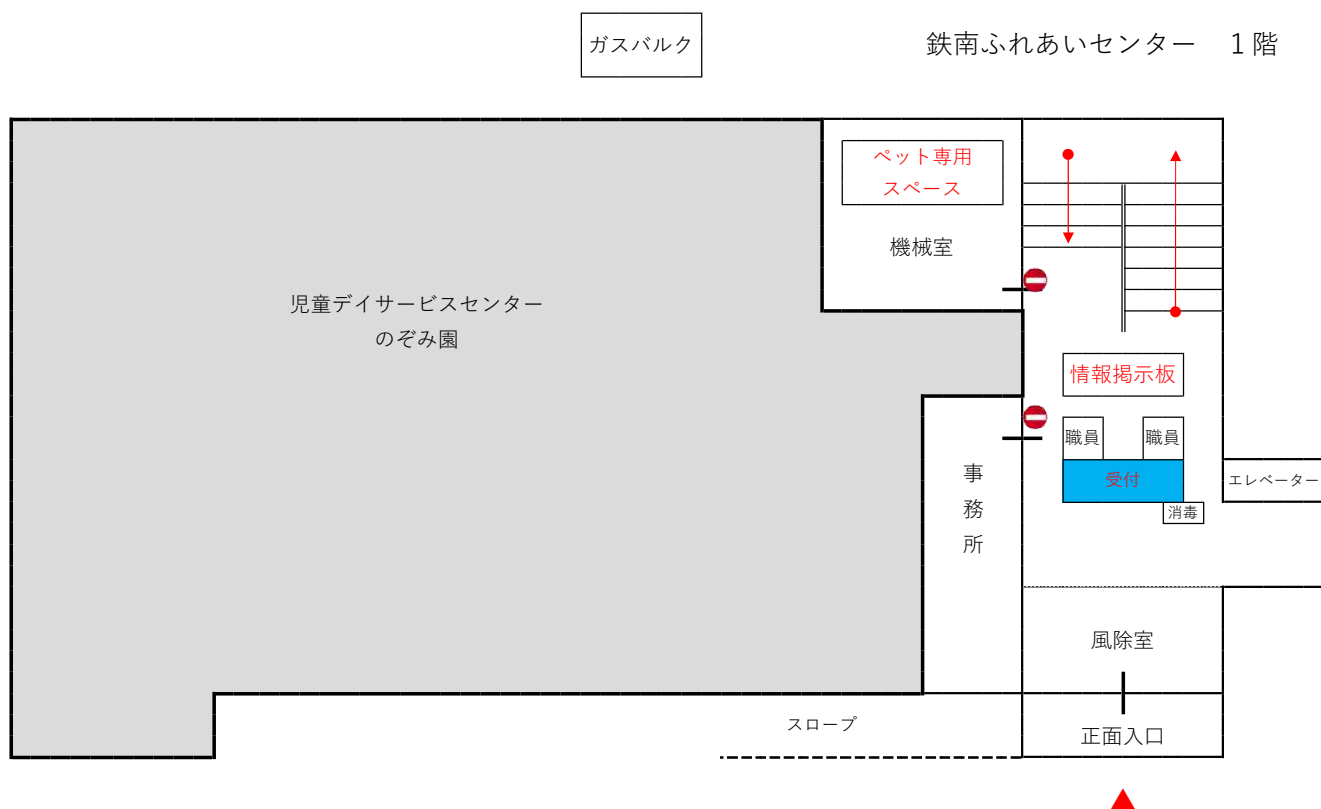 ガスバルク
鉄南ふれあいセンター　１階
ペット専用
スペース
機械室
児童デイサービスセンター
のぞみ園
情報掲示板
職員
職員
受付
エレベーター
消毒
事務所
風除室
スロープ
正面入口